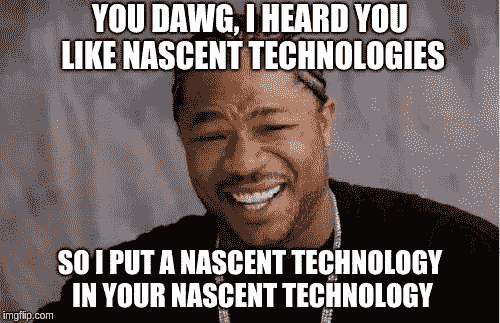 YOU DAWG, I HEARD YOU
LIKE NASCENT TECHNOLOGIES
SO I PUT A NASCENT TECHNOLOGY
IN YOUR NASCENT TECHNOLOGY
imgflip.com